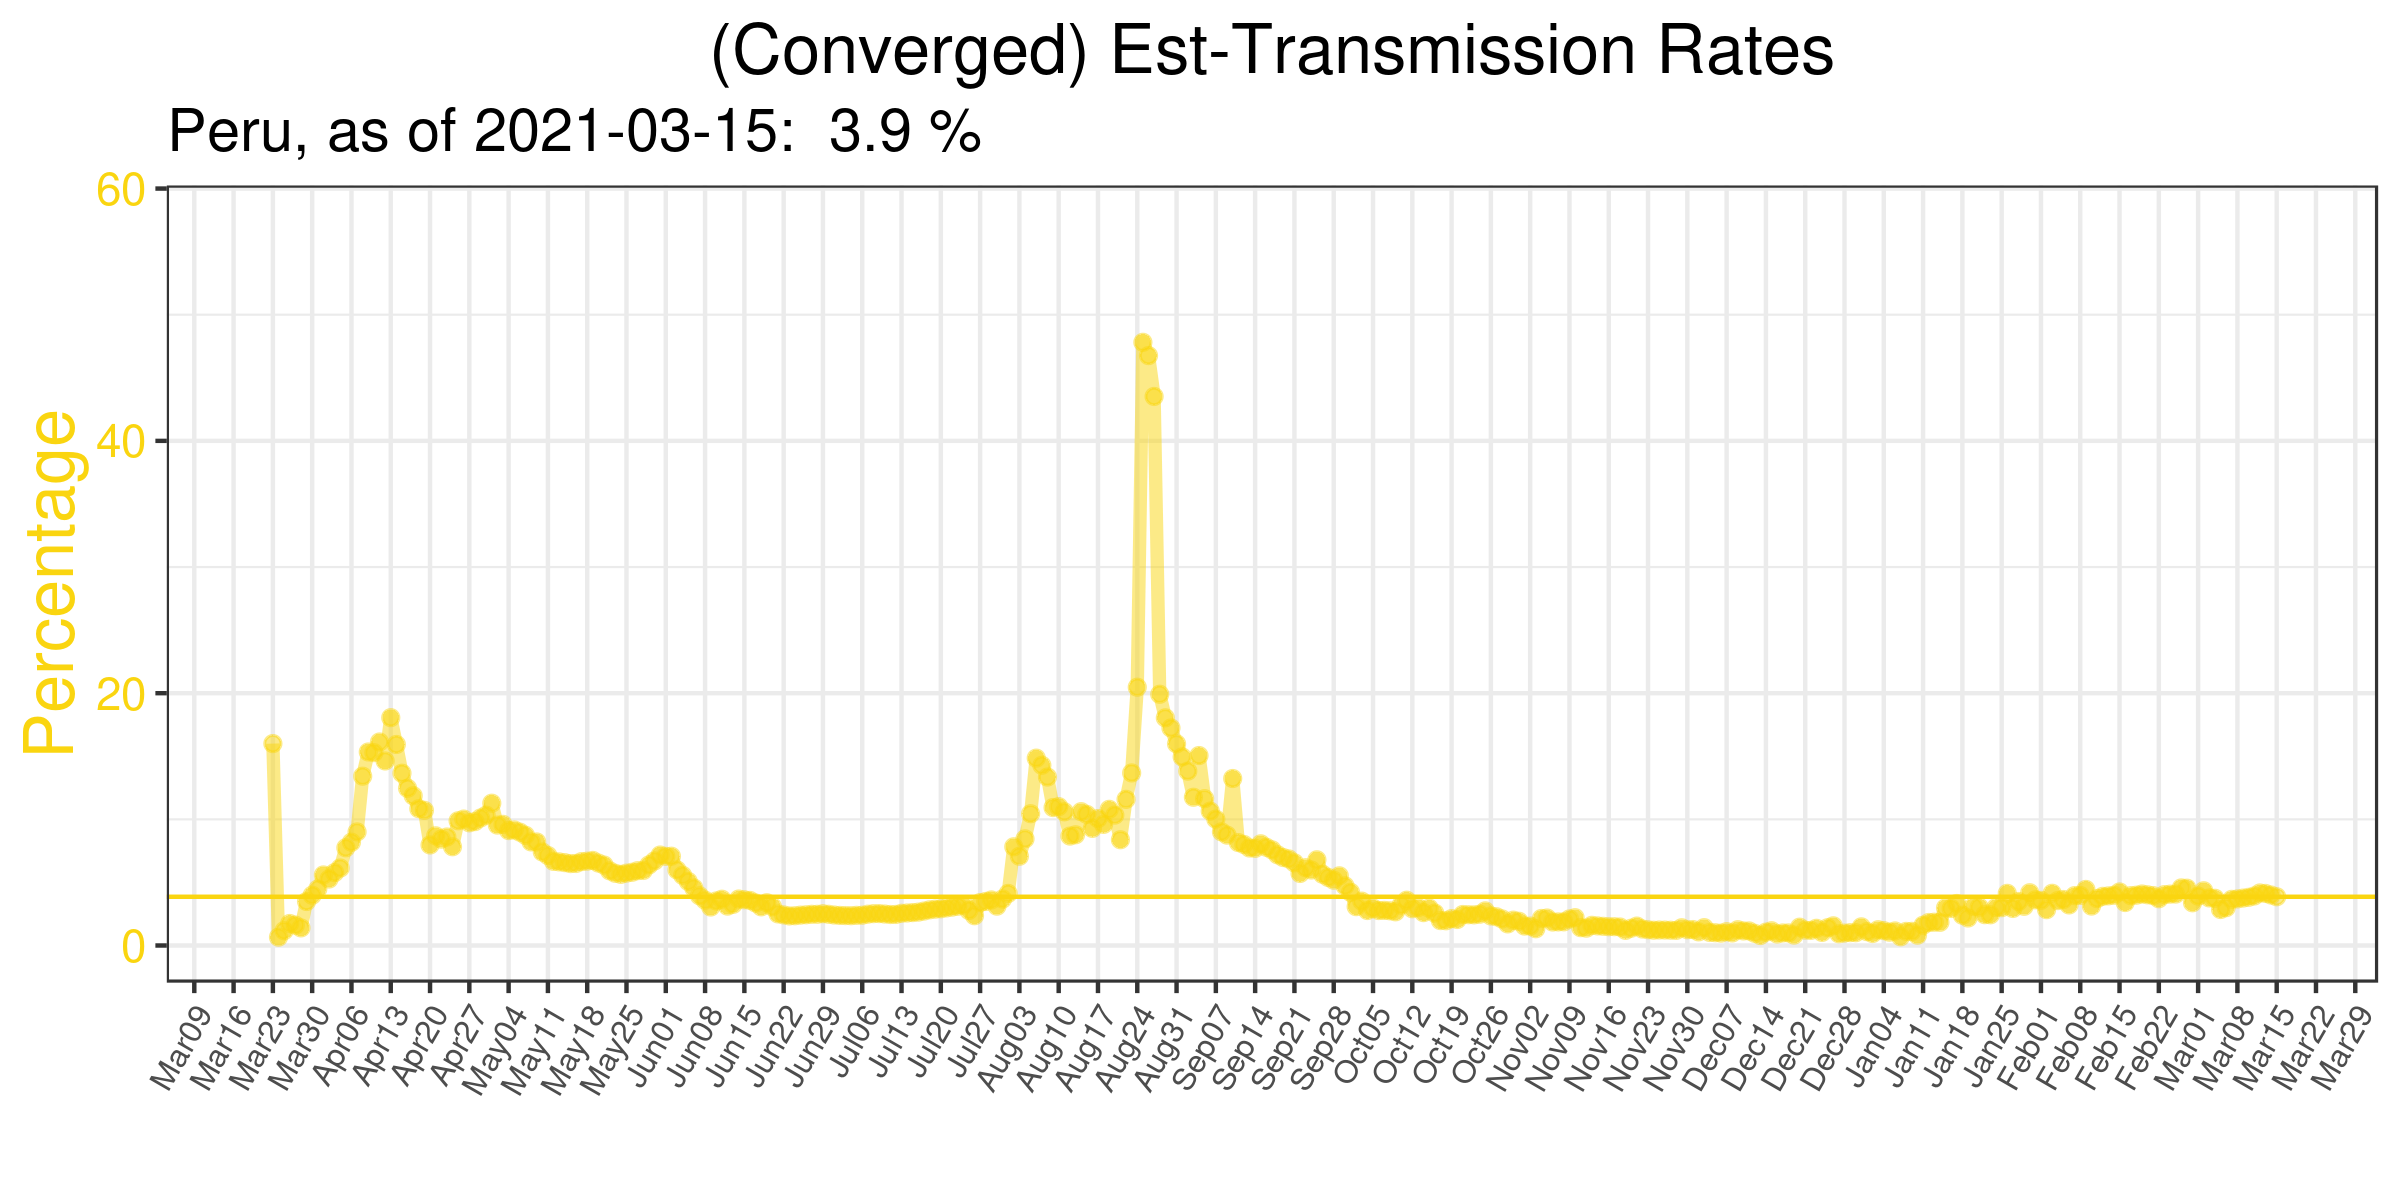 (Converged) Est-Transmission Rates
Peru, as of 2021-03-15:  3.9 %
Percentage
60
40
20
0
Mar09
Mar16
Mar23
Mar30
Apr06
Apr13
Apr20
Apr27
May04
May11
May18
May25
Jun01
Jun08
Jun15
Jun22
Jun29
Jul06
Jul13
Jul20
Jul27
Aug03
Aug10
Aug17
Aug24
Aug31
Sep07
Sep14
Sep21
Sep28
Oct05
Oct12
Oct19
Oct26
Nov02
Nov09
Nov16
Nov23
Nov30
Dec07
Dec14
Dec21
Dec28
Jan04
Jan11
Jan18
Jan25
Feb01
Feb08
Feb15
Feb22
Mar01
Mar08
Mar15
Mar22
Mar29